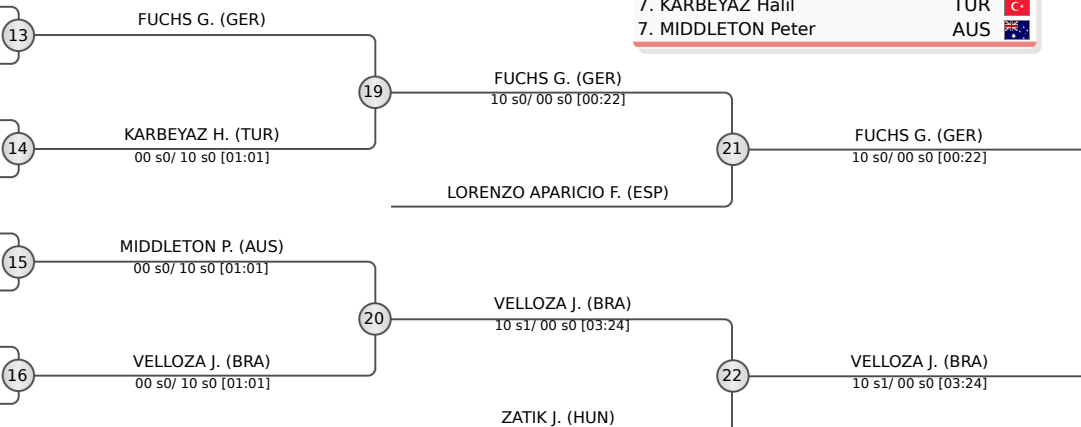 7. KARBEYAZ Halil TUR
7. MIDDLETON Peter AUS
FUCHS G. (GER)
13
19
FUCHS G. (GER)
10 s0/ 00 s0 [00:22]
KARBEYAZ H. (TUR)
14
00 s0/ 10 s0 [01:01]
21
FUCHS G. (GER)
10 s0/ 00 s0 [00:22]
LORENZO APARICIO F. (ESP)
MIDDLETON P. (AUS)
15
00 s0/ 10 s0 [01:01]
20
VELLOZA J. (BRA)
10 s1/ 00 s0 [03:24]
VELLOZA J. (BRA)
16
00 s0/ 10 s0 [01:01]
22
VELLOZA J. (BRA)
10 s1/ 00 s0 [03:24]
ZATIK J. (HUN)